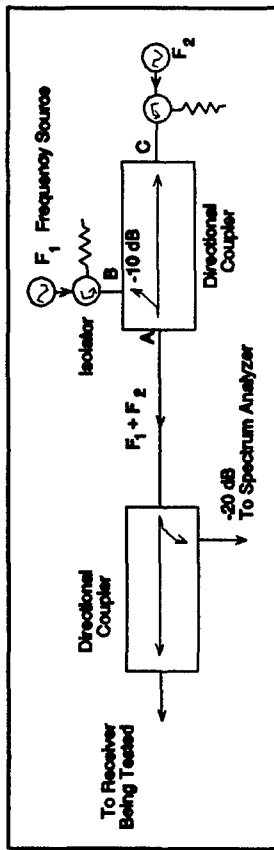 F1 Frequency Source
Isolator
B
-10 dB
A
C
F2
Directional
Coupler
F1 + F2
Directional
Coupler
-20 dB
To Spectrum Analyzer
To Receiver
Being Tested